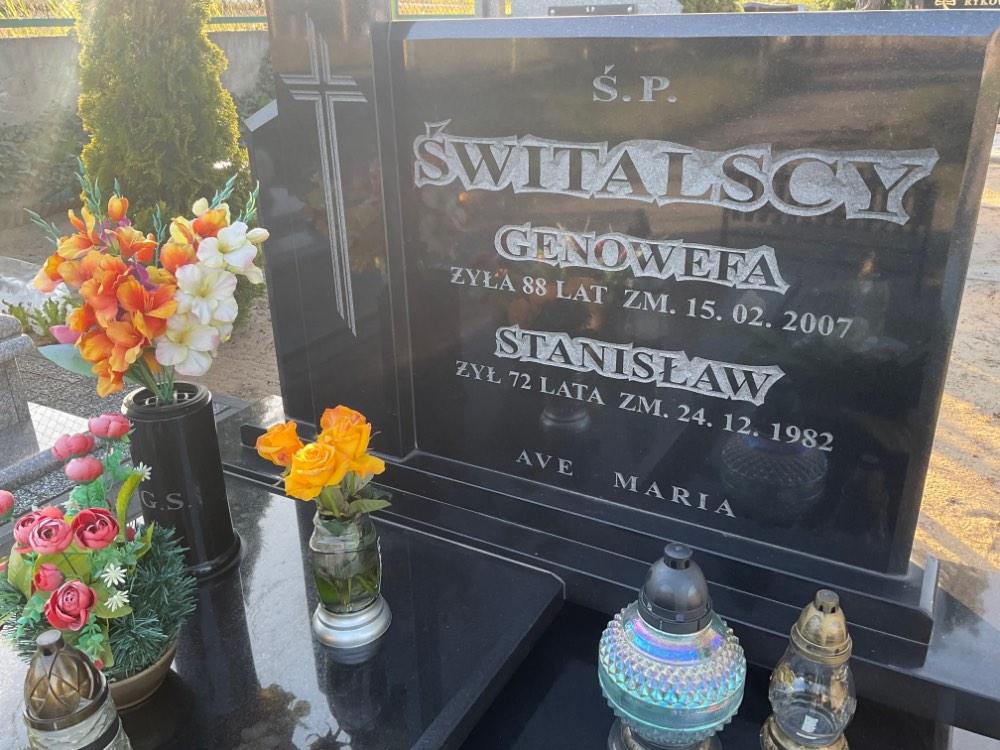 Ś.P.
ŚWITALSCY
GENOWEFA
ŻYŁA 88 LAT ZM. 15. 02. 2007
STANISŁAW
ŻYŁ 72 LATA ZM. 24. 12. 1982
AVE MARIA
G.S.